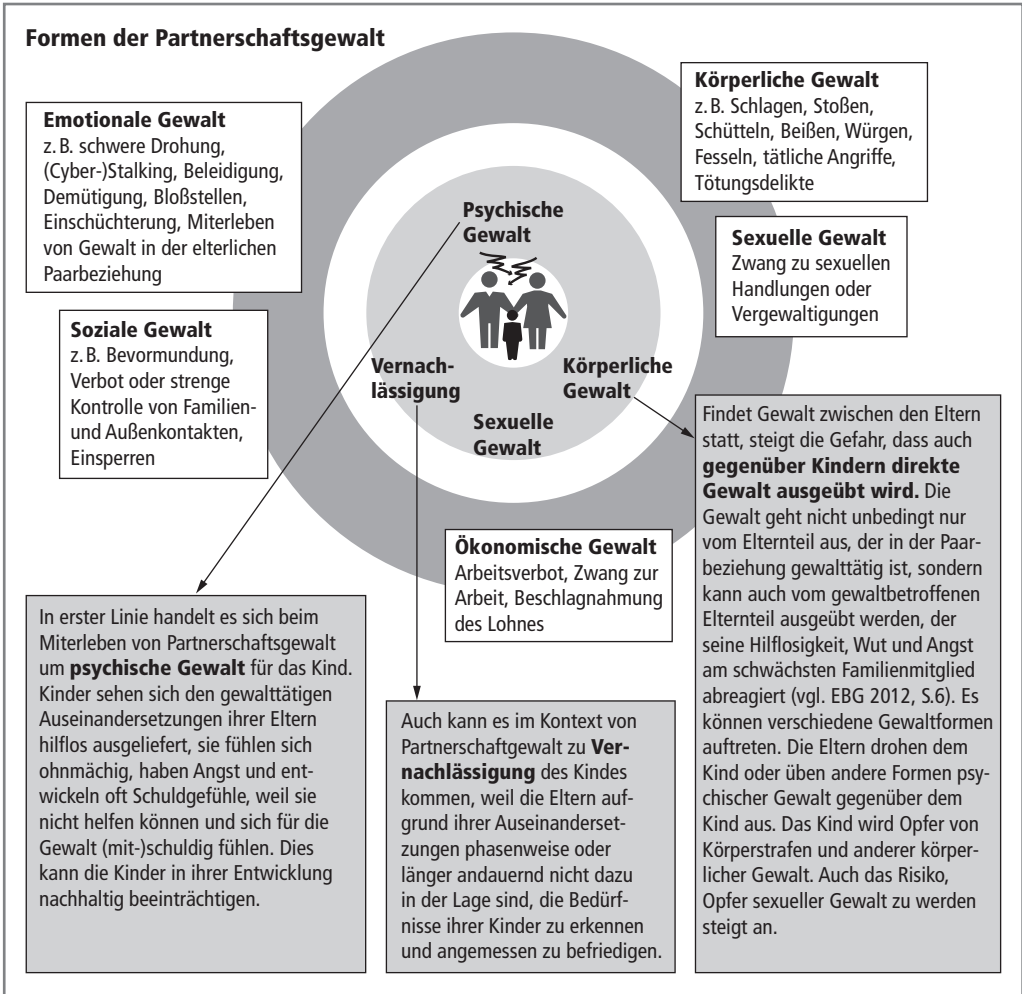 Formen der Partnerschaftsgewalt
Emotionale Gewalt
z. B. schwere Drohung,
(Cyber-)Stalking, Beleidigung,
Demütigung, Bloßstellen,
Einschüchterung, Miterleben
von Gewalt in der elterlichen
Paarbeziehung
Körperliche Gewalt
z. B. Schlagen, Stoßen,
Schütteln, Beißen, Würgen,
Fesseln, tätliche Angriffe,
Tötungsdelikte
Sexuelle Gewalt
Zwang zu sexuellen
Handlungen oder
Vergewaltigungen
Soziale Gewalt
z. B. Bevormundung,
Verbot oder strenge
Kontrolle von Familien-
und Außenkontakten,
Einsperren
Psychische
Gewalt
Vernach-
lässigung
Körperliche
Gewalt
Sexuelle
Gewalt
Ökonomische Gewalt
Arbeitsverbot, Zwang zur
Arbeit, Beschlagnahmung
des Lohnes
In erster Linie handelt es sich beim
Miterleben von Partnerschaftsgewalt
um psychische Gewalt für das Kind.
Kinder sehen sich den gewalttätigen
Auseinandersetzungen ihrer Eltern
hilflos ausgeliefert, sie fühlen sich
ohnmächig, haben Angst und ent-
wickeln oft Schuldgefühle, weil sie
nicht helfen können und sich für die
Gewalt (mit-)schuldig fühlen. Dies
kann die Kinder in ihrer Entwicklung
nachhaltig beeinträchtigen.
Auch kann es im Kontext von
Partnerschaftgewalt zu Ver-
nachlässigung des Kindes
kommen, weil die Eltern auf-
grund ihrer Auseinanderset-
zungen phasenweise oder
länger andauernd nicht dazu
in der Lage sind, die Bedürf-
nisse ihrer Kinder zu erkennen
und angemessen zu befriedigen.
Findet Gewalt zwischen den Eltern
statt, steigt die Gefahr, dass auch
gegenüber Kindern direkte
Gewalt ausgeübt wird. Die
Gewalt geht nicht unbedingt nur
vom Elternteil aus, der in der Paar-
beziehung gewalttätig ist, sondern
kann auch vom gewaltbetroffenen
Elternteil ausgeübt werden, der
seine Hilflosigkeit, Wut und Angst
am schwächsten Familienmitglied
abreagiert (vgl. EBG 2012, S.6). Es
können verschiedene Gewaltformen
auftreten. Die Eltern drohen dem
Kind oder üben andere Formen psy-
chischer Gewalt gegenüber dem
Kind aus. Das Kind wird Opfer von
Körperstrafen und anderer körper-
licher Gewalt. Auch das Risiko,
Opfer sexueller Gewalt zu werden
steigt an.